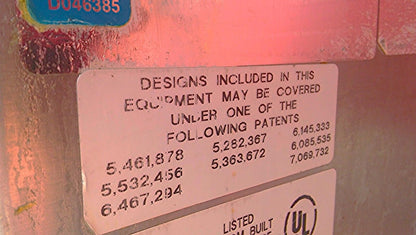 D046385
DESIGNS INCLUDED IN THIS
EQUIPMENT MAY BE COVERED
UNDER ONE OF THE
FOLLOWING PATENTS
5,461,878 5,282,367 6,145,333
5,532,456 5,363,672 6,085,535
6,467,294 7,069,732
LISTED
BUILT
UL